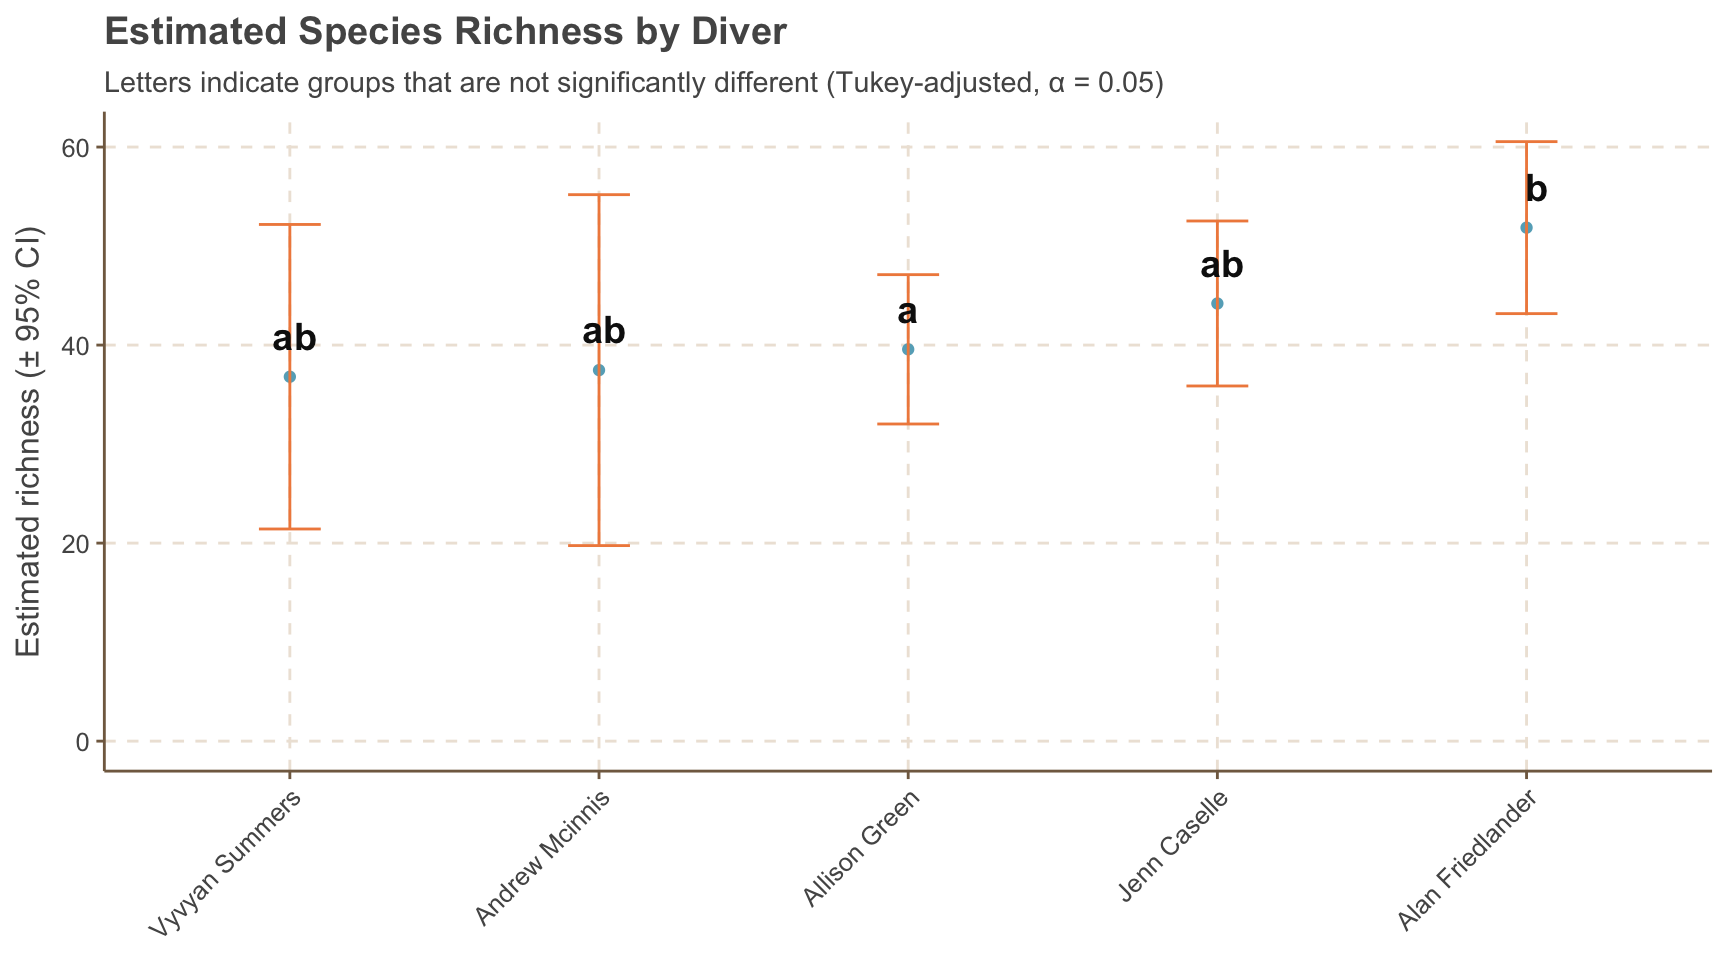 Estimated Species Richness by Diver
Letters indicate groups that are not significantly different (Tukey-adjusted, α = 0.05)
Estimated richness (± 95% CI)
60
40
20
0
ab
ab
a
ab
b
Vyvyan Summers
Andrew Mcinnis
Allison Green
Jenn Caselle
Alan Friedlander